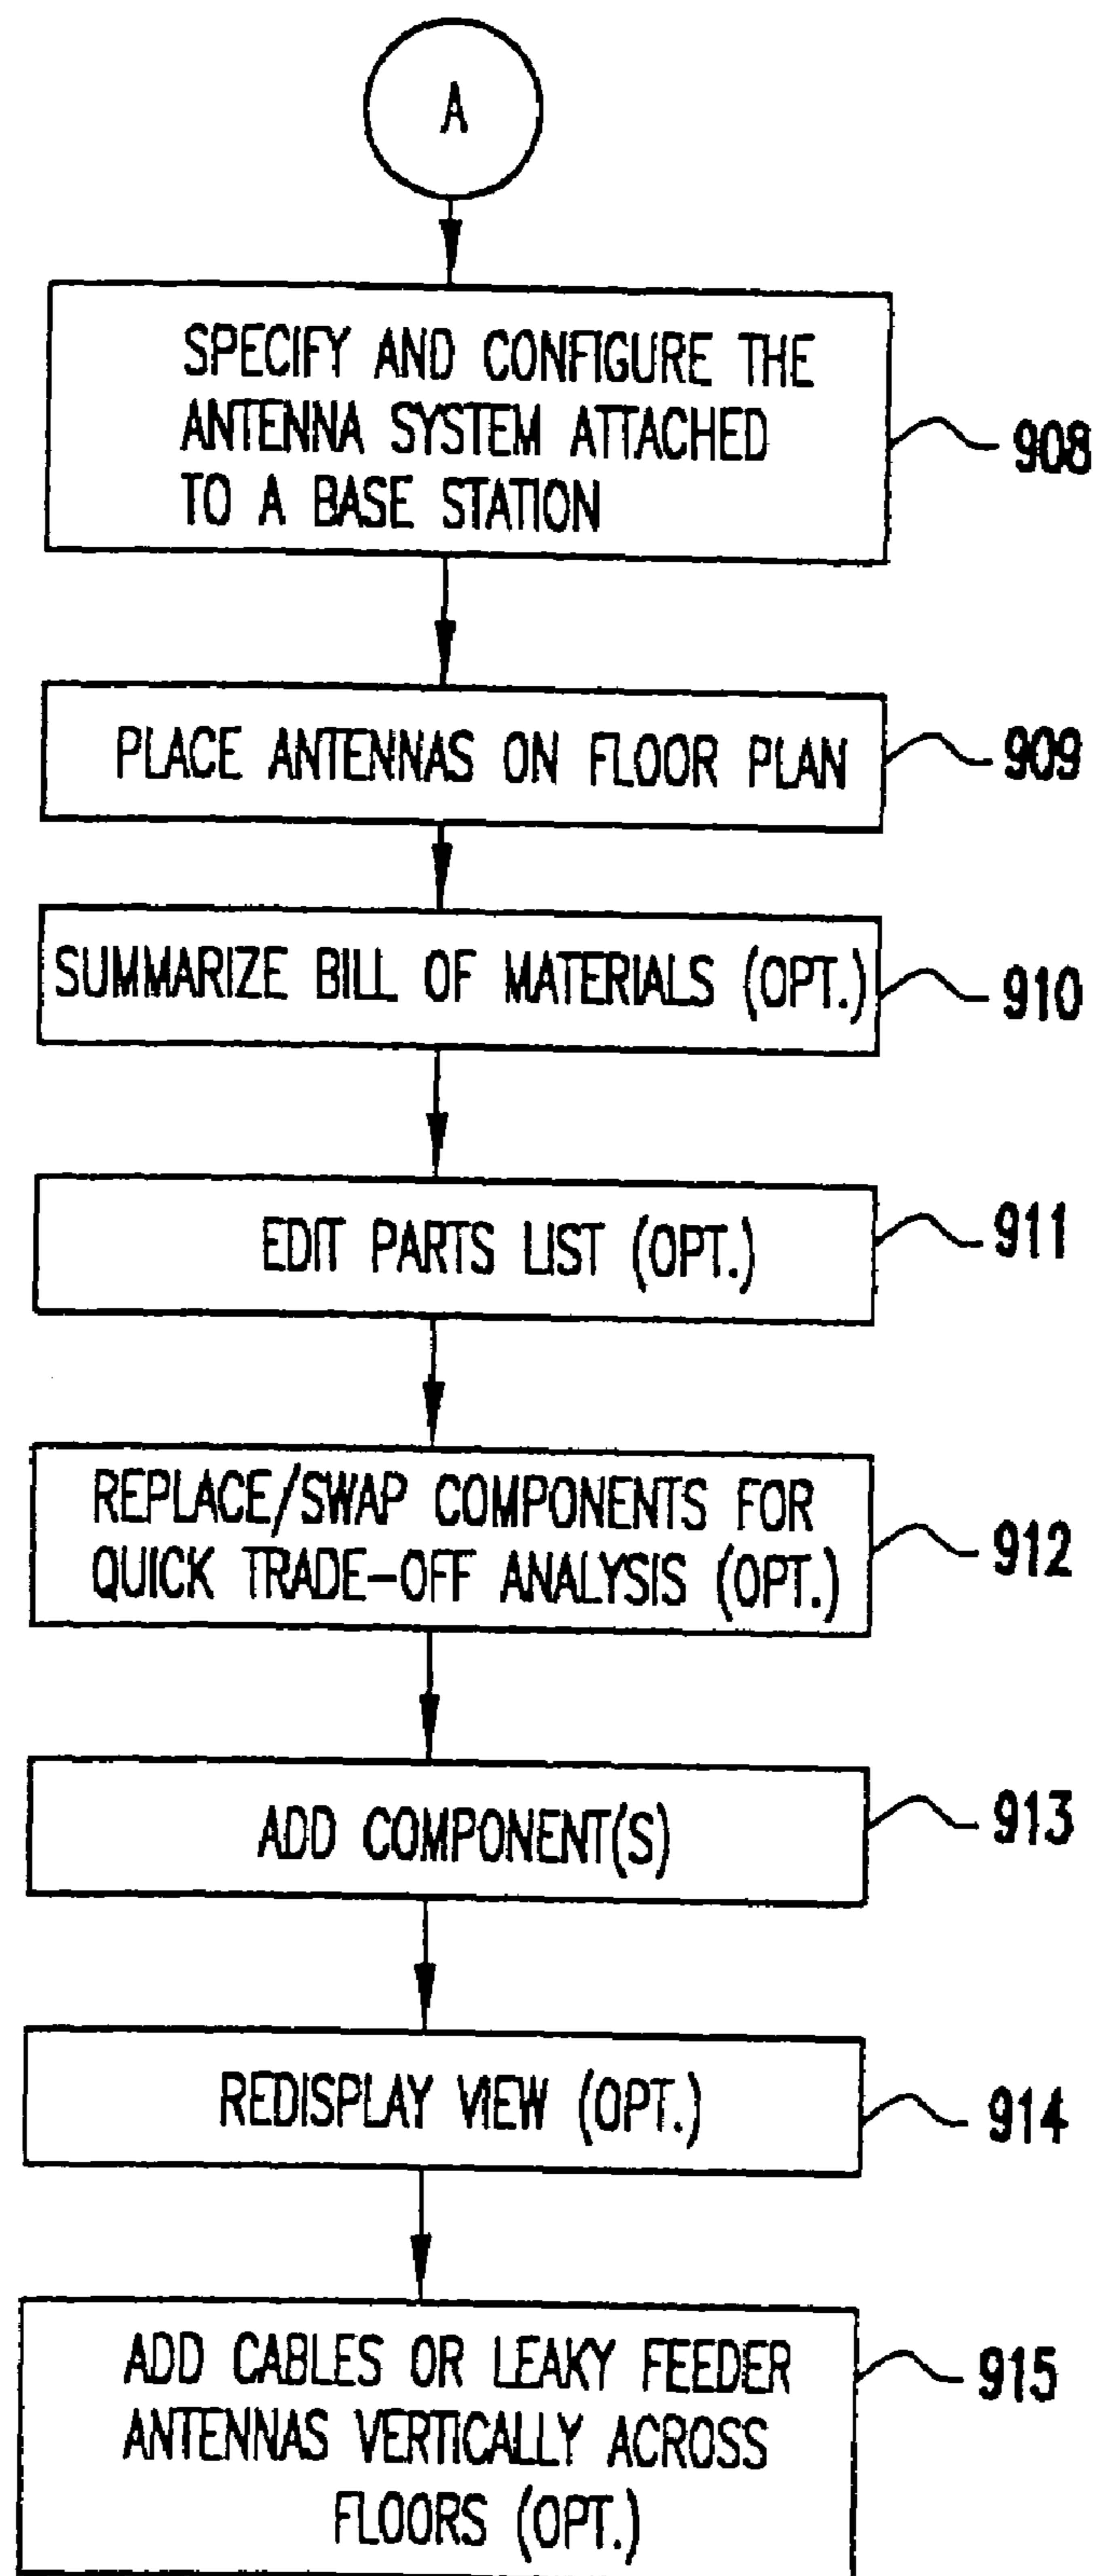 A
SPECIFY AND CONFIGURE THE
ANTENNA SYSTEM ATTACHED
TO A BASE STATION
908
PLACE ANTENNAS ON FLOOR PLAN
909
SUMMARIZE BILL OF MATERIALS (OPT.)
910
EDIT PARTS LIST (OPT.)
911
REPLACE/SWAP COMPONENTS FOR
QUICK TRADE-OFF ANALYSIS (OPT.)
912
ADD COMPONENT(S)
913
REDISPLAY VIEW (OPT.)
914
ADD CABLES OR LEAKY FEEDER
ANTENNAS VERTICALLY ACROSS
FLOORS (OPT.)
915